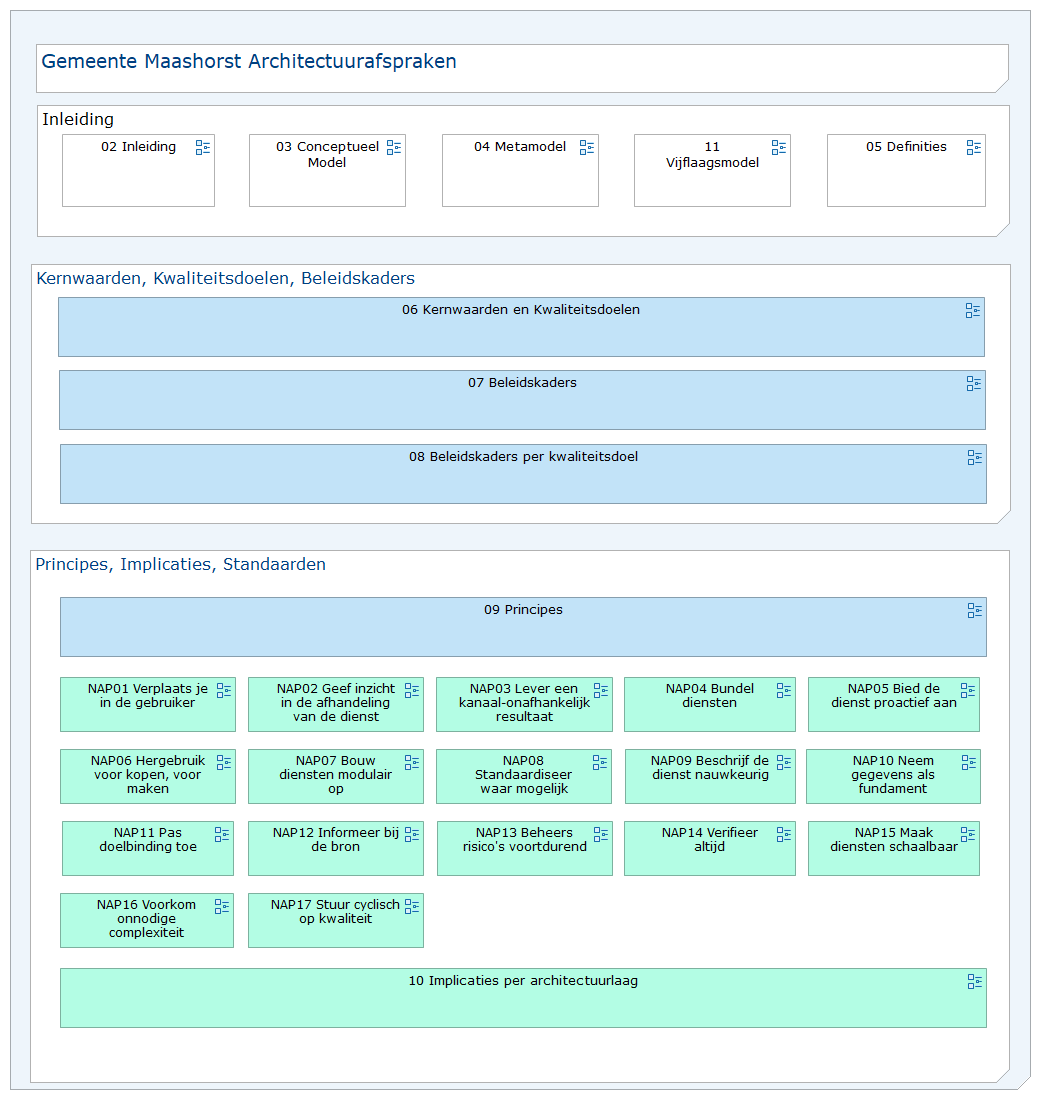 Gemeente Maashorst Architectuurafspraken
Inleiding
02 Inleiding
03 Conceptueel
Model
04 Metamodel
11
Vijflaagsmodel
05 Definities
Kernwaarden, Kwaliteitsdoelen, Beleidskaders
06 Kernwaarden en Kwaliteitsdoelen
07 Beleidskaders
08 Beleidskaders per kwaliteitsdoel
Principes, Implicaties, Standaarden
09 Principes
NAP01 Verplaats je
in de gebruiker
NAP02 Geef inzicht
in de afhandeling
van de dienst
NAP03 Lever een
kanaal-onafhankelijk
resultaat
NAP04 Bundel
diensten
NAP05 Bied de
dienst proactief aan
NAP06 Hergebruik
voor kopen, voor
maken
NAP07 Bouw
diensten modulair
op
NAP08
Standaardiseer
waar mogelijk
NAP09 Beschrijf de
dienst nauwkeurig
NAP10 Neem
gegevens als
fundament
NAP11 Pas
doelbinding toe
NAP12 Informeer bij
de bron
NAP13 Beheers
risico's voortdurend
NAP14 Verifieer
altijd
NAP15 Maak
diensten schaalbaar
NAP16 Voorkom
onnodige
complexiteit
NAP17 Stuur cyclisch
op kwaliteit
10 Implicaties per architectuurlaag